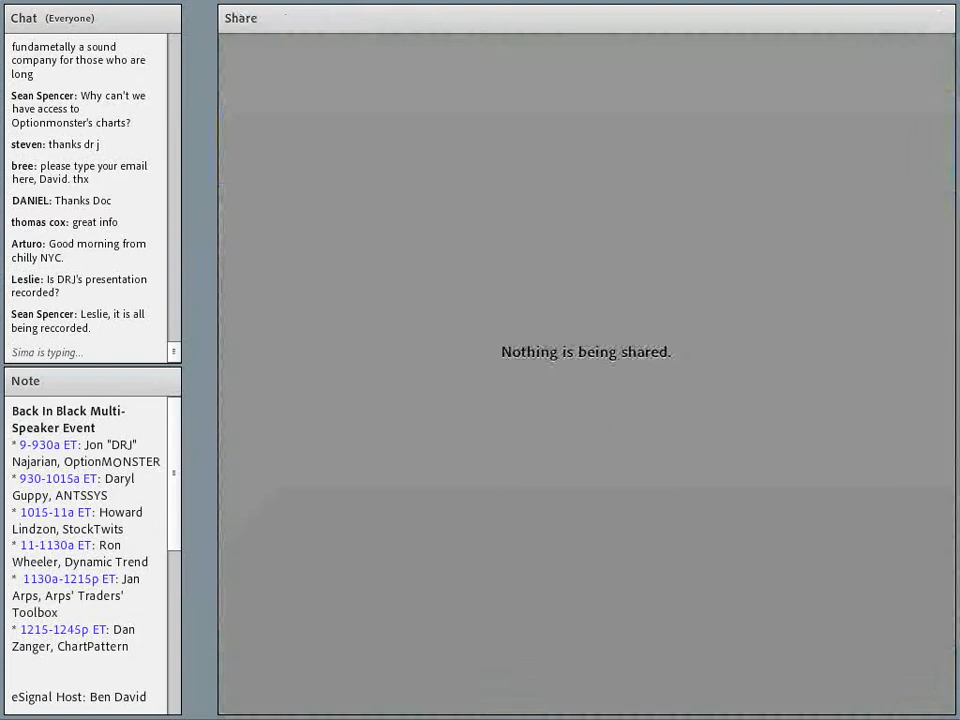 Chat (Everyone)
fundametally a sound
company for those who are
long
Sean Spencer: Why can't we
have access to
Optionmonster's charts?
steven: thanks dr j
bree: please type your email
here, David. thx
DANIEL: Thanks Doc
thomas cox: great info
Arturo: Good morning from
chilly NYC.
Leslie: Is DRJ's presentation
recorded?
Sean Spencer: Leslie, it is all
being reccorded.
Sima is typing...
Note
Back In Black Multi-
Speaker Event
* 9-930a ET: Jon "DRJ"
Najarian, OptionMONSTER
* 930-1015a ET: Daryl
Guppy, ANTSSYS
* 1015-11a ET: Howard
Lindzon, StockTwits
* 11-1130a ET: Ron
Wheeler, Dynamic Trend
* 1130a-1215p ET: Jan
Arps, Arps' Traders'
Toolbox
* 1215-1245p ET: Dan
Zanger, ChartPattern
eSignal Host: Ben David
Share
Nothing is being shared.